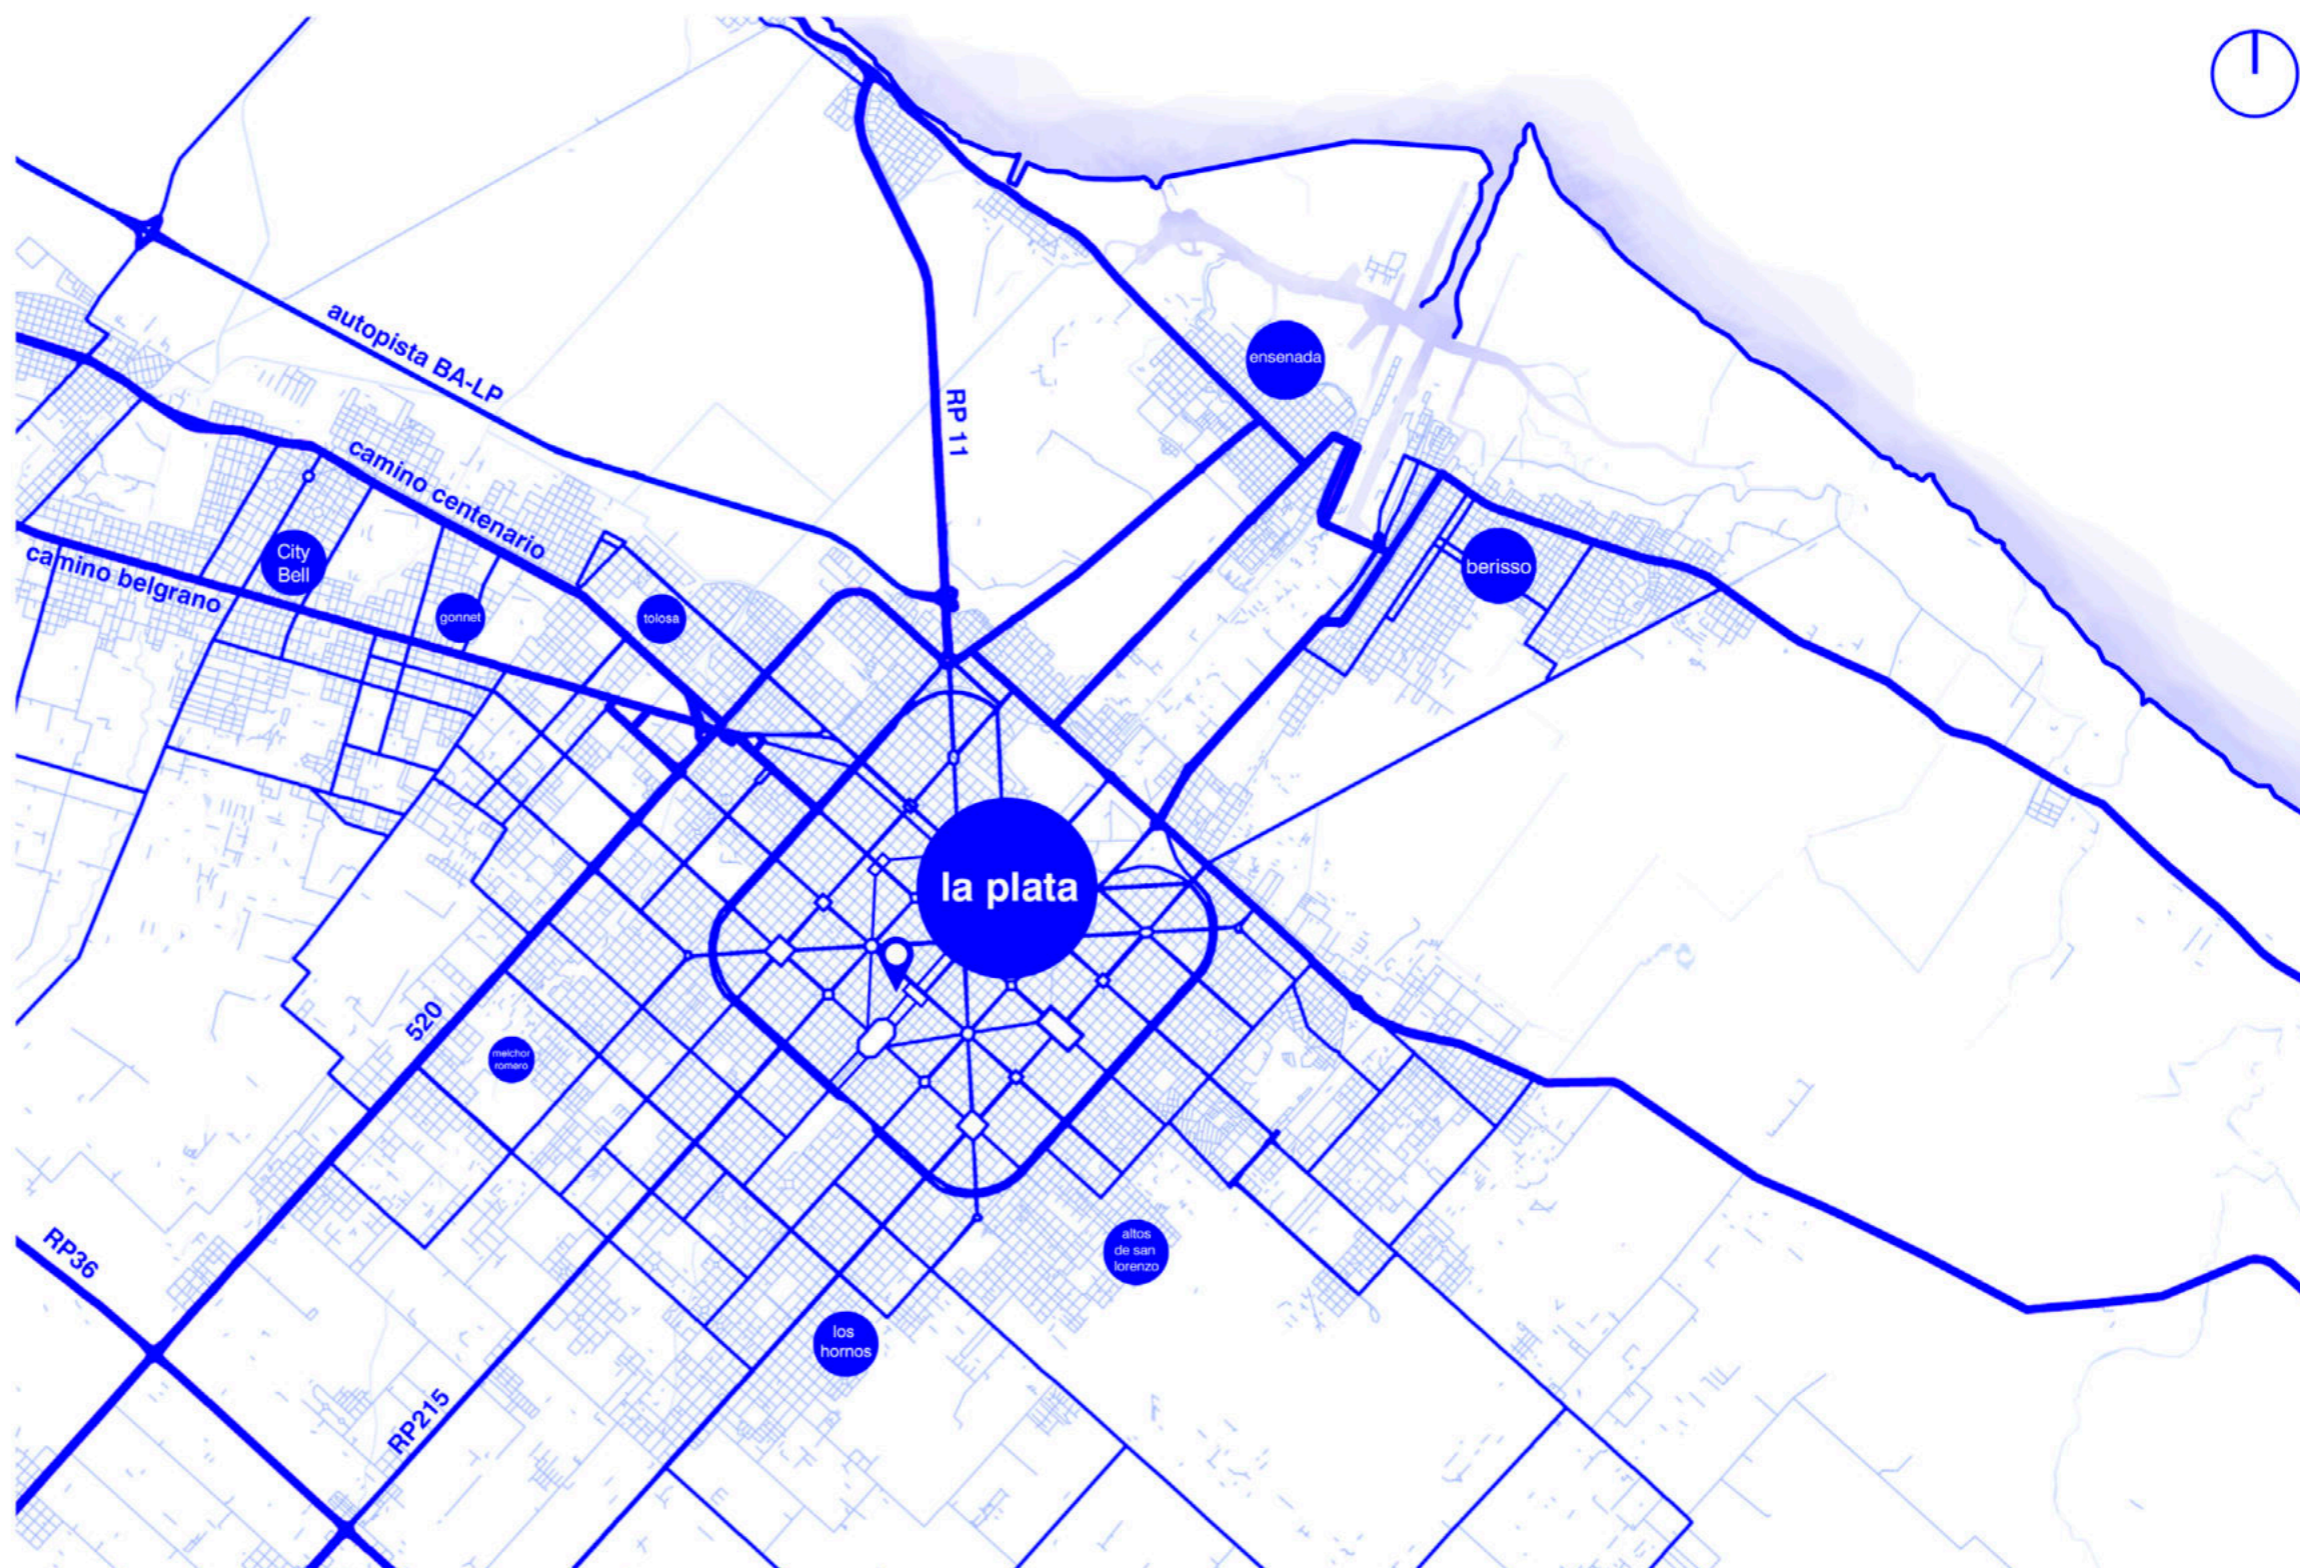 ensenada
autopista BA-LP
RP 11
camino centenario
City
Bell
camino belgrano
berisso
gonnet
tolosa
la plata
520
melchor
romero
altos
de san
lorenzo
RP36
los
hornos
RP215